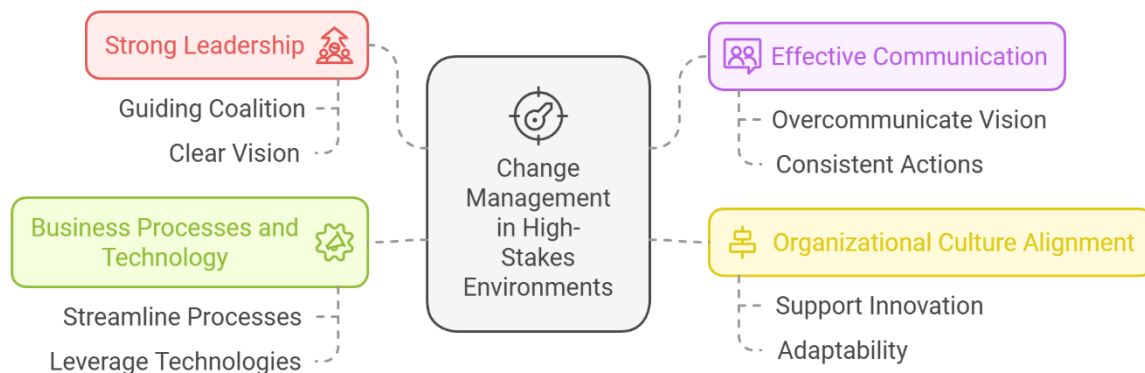 Strong Leadership
Guiding Coalition
Clear Vision
Business Processes and
Technology
Streamline Processes
Leverage Technologies
Change
Management
in High-
Stakes
Environments
Effective Communication
Overcommunicate Vision
Consistent Actions
Organizational Culture Alignment
Support Innovation
Adaptability